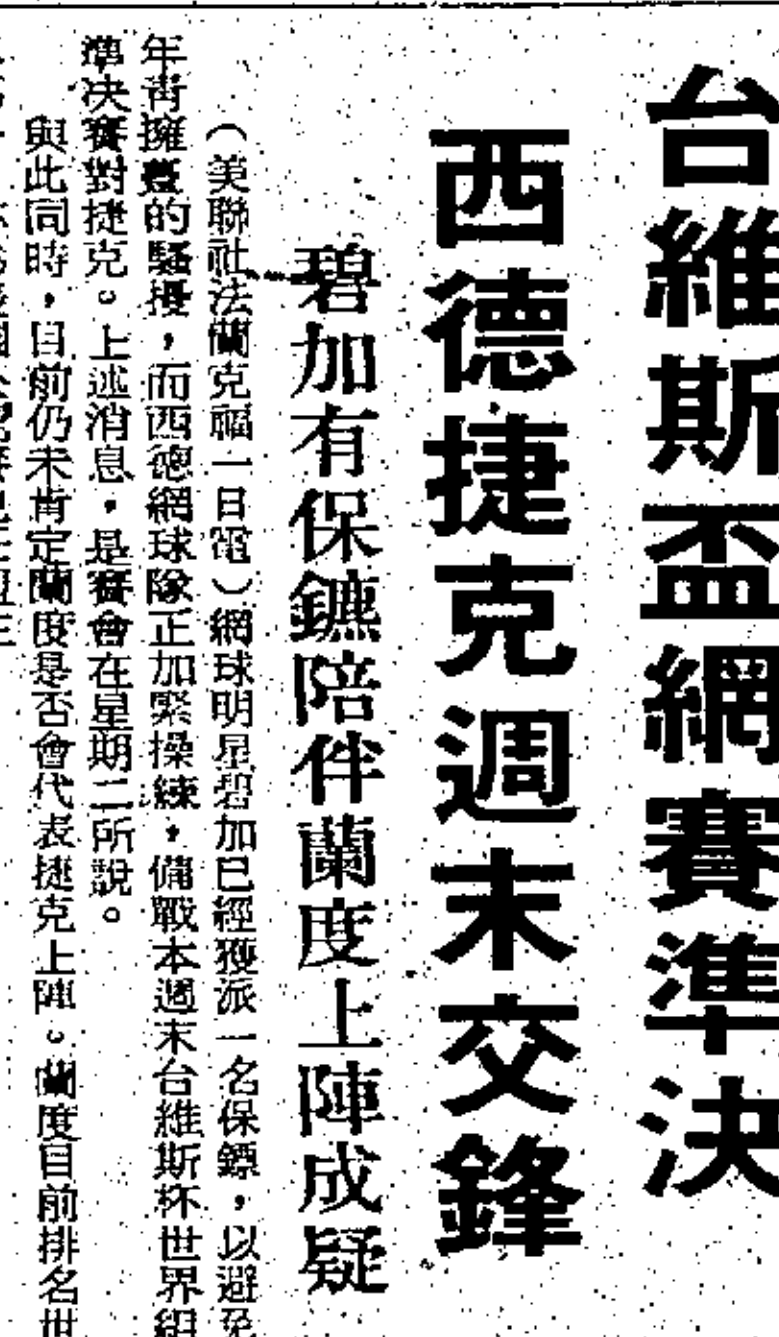 台維斯盃網賽準決
西德捷克週末交鋒
碧加有保鑣陪伴蘭度上陣成疑
（美聯社法蘭克福一日電）網球明星碧加已經獲派一名保鏢，以避免
年青擁躉的騷擾，而西德網球隊正加緊操練，備戰本週末台維斯杯世界組
準决賽對捷克。上述消息，是賽會在星期二所說。
與此同時，目前仍未肯定蘭度是否會代表捷克上陣。蘭度目前排名世